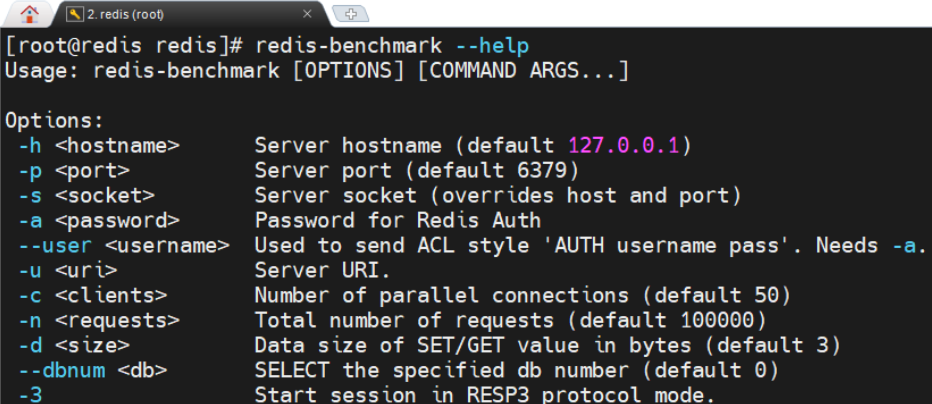 2. redis (root)
[root@redis redis]# redis-benchmark --help
Usage: redis-benchmark [OPTIONS] [COMMAND ARGS...]
Options:
-h <hostname> Server hostname (default 127.0.0.1)
-p <port> Server port (default 6379)
-s <socket> Server socket (overrides host and port)
-a <password> Password for Redis Auth
--user <username> Used to send ACL style 'AUTH username pass'. Needs -a.
-u <uri> Server URI.
-c <clients> Number of parallel connections (default 50)
-n <requests> Total number of requests (default 100000)
-d <size> Data size of SET/GET value in bytes (default 3)
--dbnum <db> SELECT the specified db number (default 0)
-3 Start session in RESP3 protocol mode.